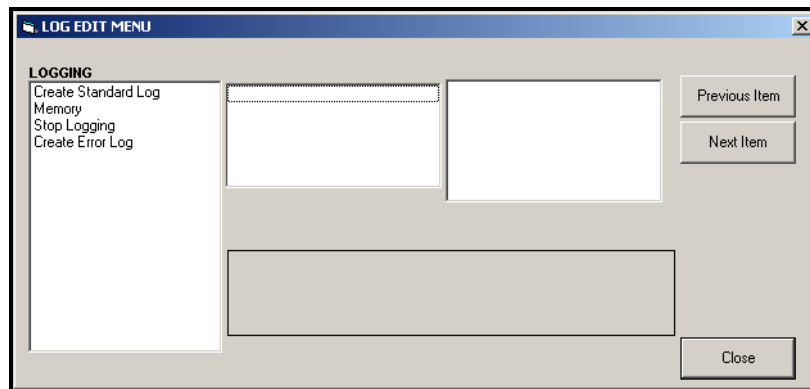 LOG EDIT MENU
LOGGING
Create Standard Log
Memory
Stop Logging
Create Error Log
Previous Item
Next Item
Close